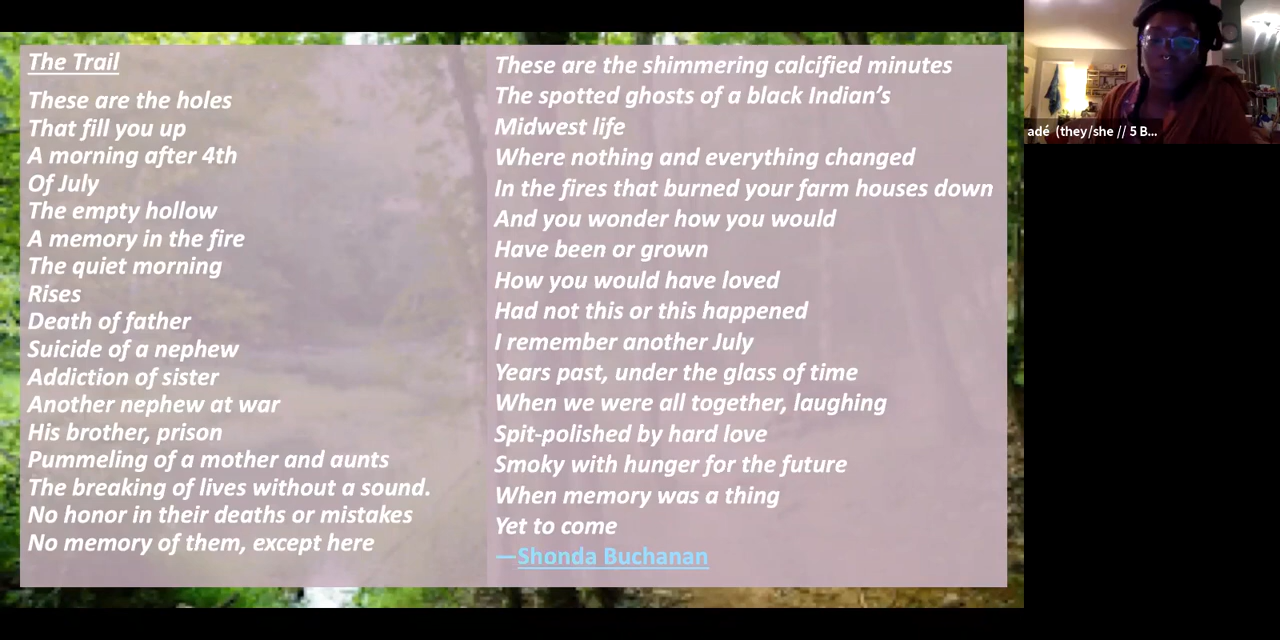 The Trail
These are the holes
That fill you up
A morning after 4th
Of July
The empty hollow
A memory in the fire
The quiet morning
Rises
Death of father
Suicide of a nephew
Addiction of sister
Another nephew at war
His brother, prison
Pummeling of a mother and aunts
The breaking of lives without a sound.
No honor in their deaths or mistakes
No memory of them, except here
These are the shimmering calcified minutes
The spotted ghosts of a black Indian’s
Midwest life
Where nothing and everything changed
In the fires that burned your farm houses down
And you wonder how you would
Have been or grown
How you would have loved
Had not this or this happened
I remember another July
Years past, under the glass of time
When we were all together, laughing
Spit-polished by hard love
Smoky with hunger for the future
When memory was a thing
Yet to come
—Shonda Buchanan
adé (they/she // 5 B...